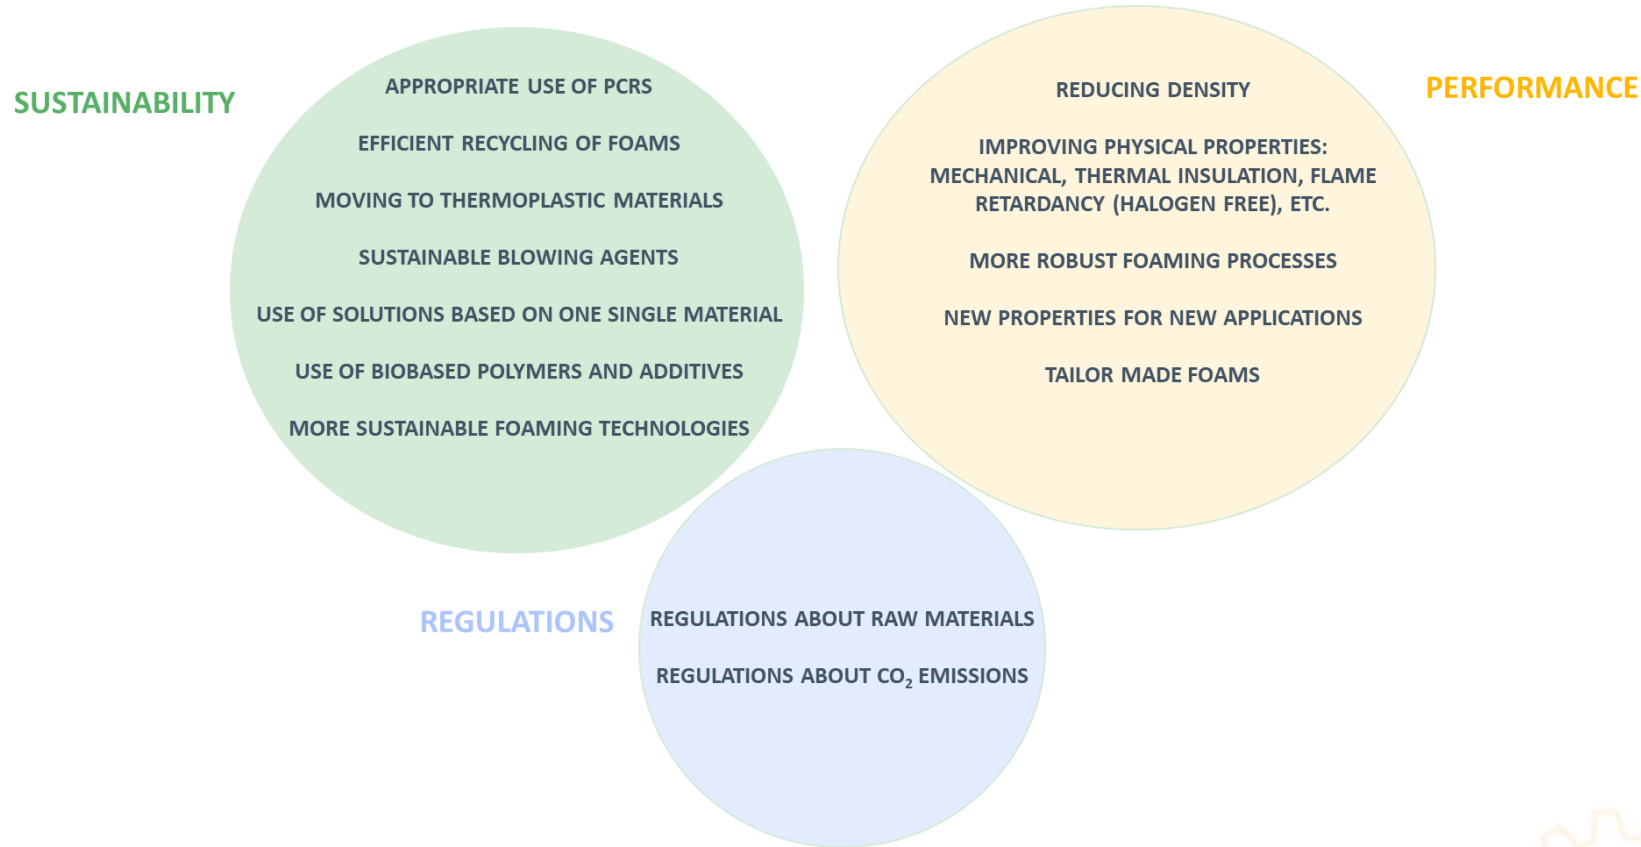 SUSTAINABILITY
APPROPRIATE USE OF PCRS
EFFICIENT RECYCLING OF FOAMS
MOVING TO THERMOPLASTIC MATERIALS
SUSTAINABLE BLOWING AGENTS
USE OF SOLUTIONS BASED ON ONE SINGLE MATERIAL
USE OF BIOBASED POLYMERS AND ADDITIVES
MORE SUSTAINABLE FOAMING TECHNOLOGIES
PERFORMANCE
REDUCING DENSITY
IMPROVING PHYSICAL PROPERTIES:
MECHANICAL, THERMAL INSULATION, FLAME
RETARDANCY (HALOGEN FREE), ETC.
MORE ROBUST FOAMING PROCESSES
NEW PROPERTIES FOR NEW APPLICATIONS
TAILOR MADE FOAMS
REGULATIONS
REGULATIONS ABOUT RAW MATERIALS
REGULATIONS ABOUT CO₂ EMISSIONS